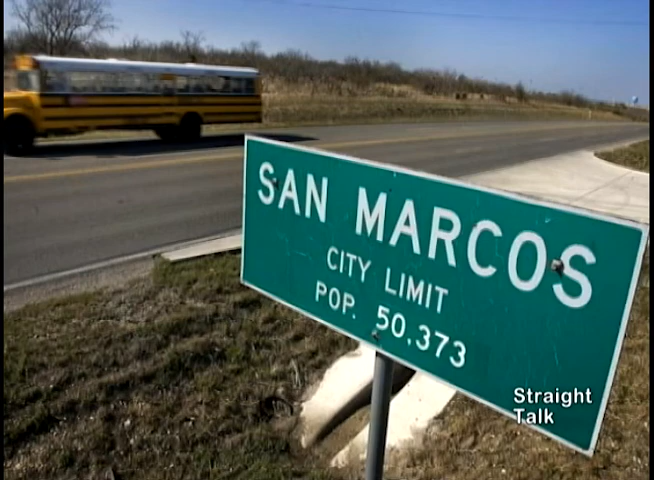 SAN MARCOS
CITY LIMIT
POP. 50,373
Straight
Talk